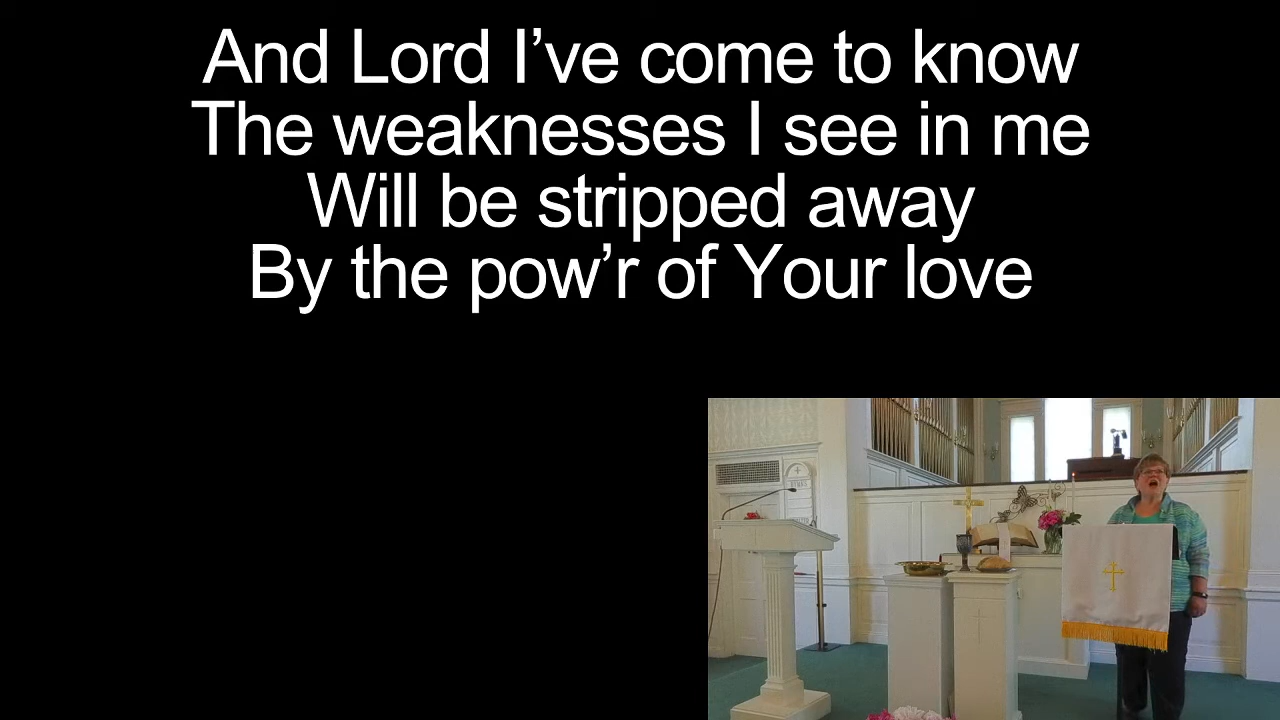 And Lord I’ve come to know
The weaknesses I see in me
Will be stripped away
By the pow’r of Your love